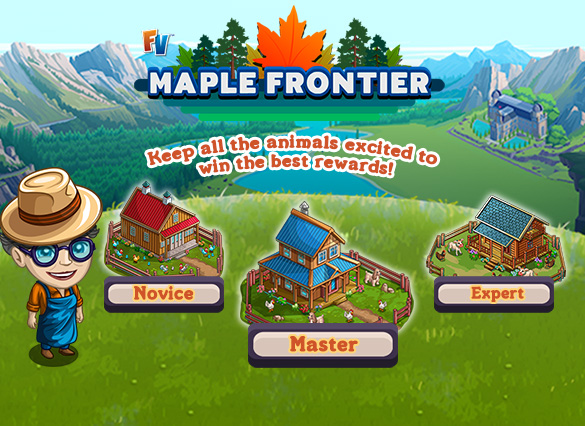 FV
MAPLE FRONTIER
Keep all the animals excited to
win the best rewards!
Novice
Master
Expert